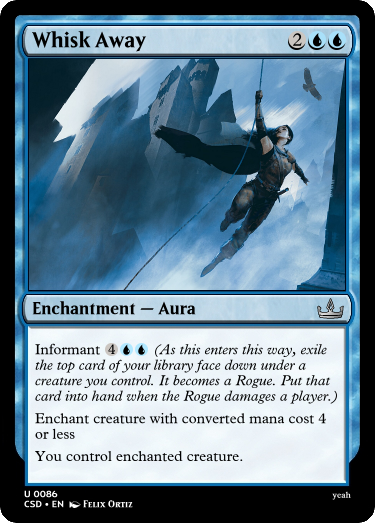 Whisk Away 2
Enchantment — Aura
Informant 4 (As this enters this way, exile
the top card of your library face down under a
creature you control. It becomes a Rogue. Put that
card into hand when the Rogue damages a player.)
Enchant creature with converted mana cost 4
or less
You control enchanted creature.
U 0086
CSD • EN Felix Ortiz
yeah